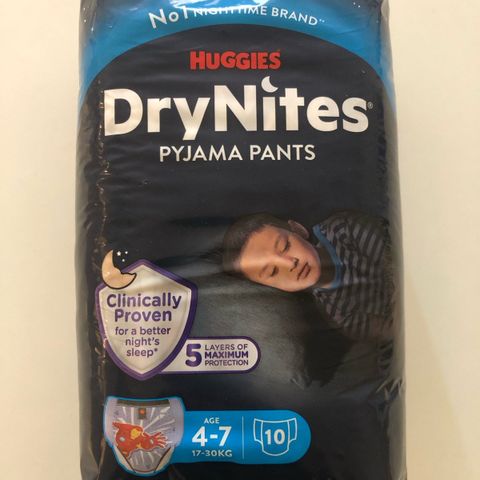 No1 NIGHTTIME BRAND**
HUGGIES
DryNites®
PYJAMA PANTS
Clinically
Proven
for a better
night's
sleep*
5 LAYERS OF
MAXIMUM
PROTECTION
AGE
4-7
17-30KG
10